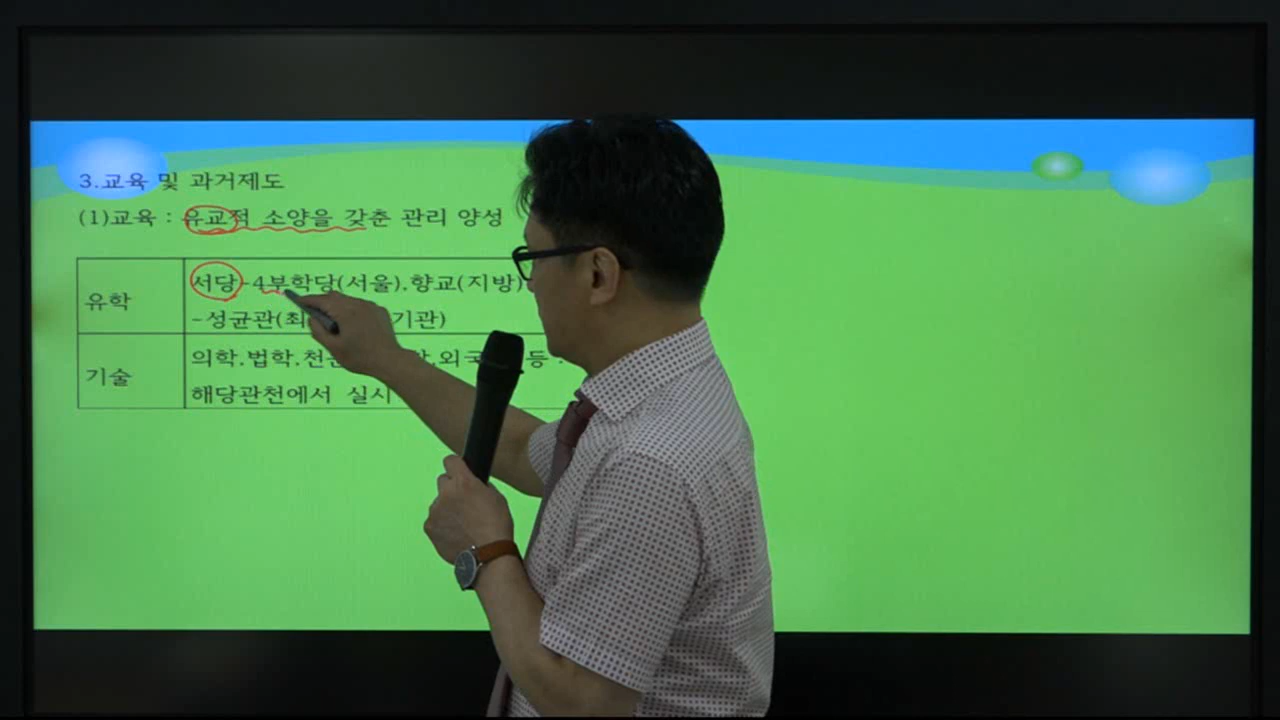 3.교육 및 과거제도
(1)교육 : 유교적 소양을 갖춘 관리 양성
유학
서당-4부학당(서울).향교(지방)
-성균관(최 기관)
기술
의학.법학.천 .외국 등 :
해당관천에서 실시